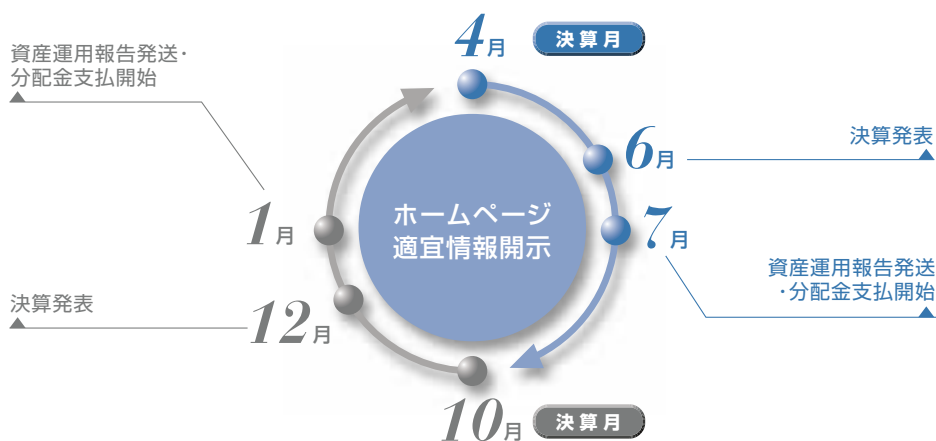 4月 決算月
資産運用報告発送・
分配金支払開始
6月
決算発表
ホームページ
適宜情報開示
1月
7月
資産運用報告発送
・分配金支払開始
決算発表
12月
10月 決算月